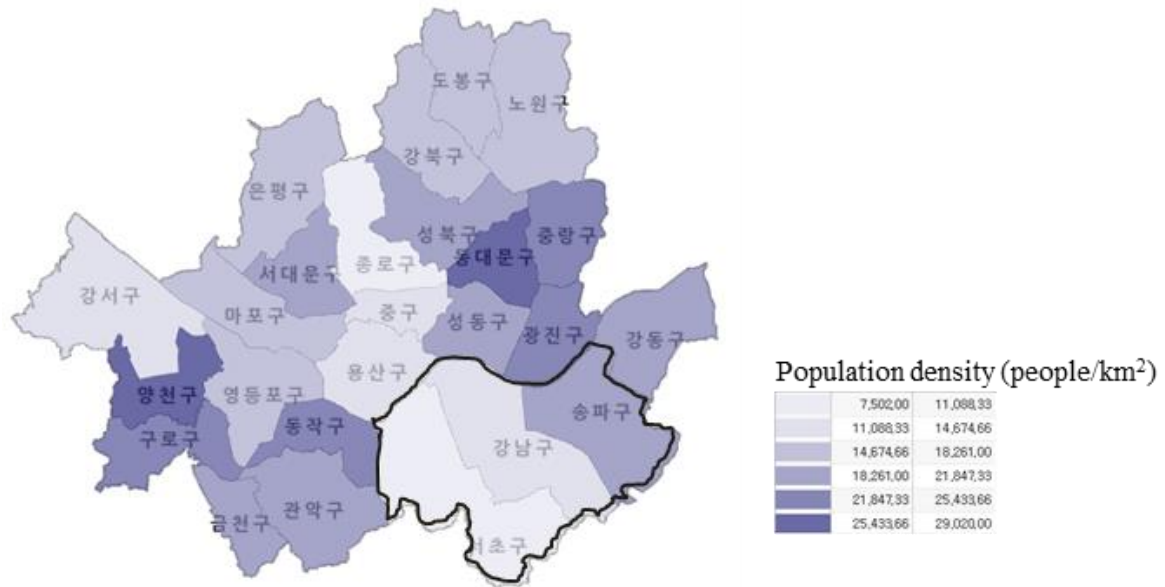 도봉구
노원구
강북구
은평구
성북구
중랑구
동대문구
서대문구
종로구
강서구
중구
마포구
성동구
광진구
강동구
용산구
양천구
영등포구
송파구
동작구
구로구
강남구
관악구
금천구
서초구
Population density (people/km²)
7,502,00 11,088,33
11,088,33 14,674,66
14,674,66 18,261,00
18,261,00 21,847,33
21,847,33 25,433,66
25,433,66 29,020,00